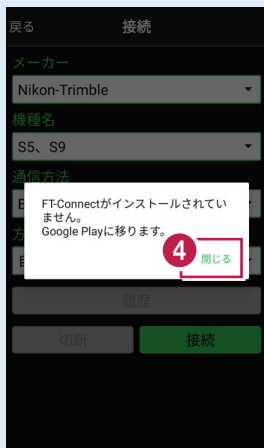 戻る 接続
メーカー
Nikon-Trimble
機種名
S5、S9
通信方法
FT-Connectがインストールされてい
ません。
Google Playに移ります。
4 閉じる
履歴
切断 接続